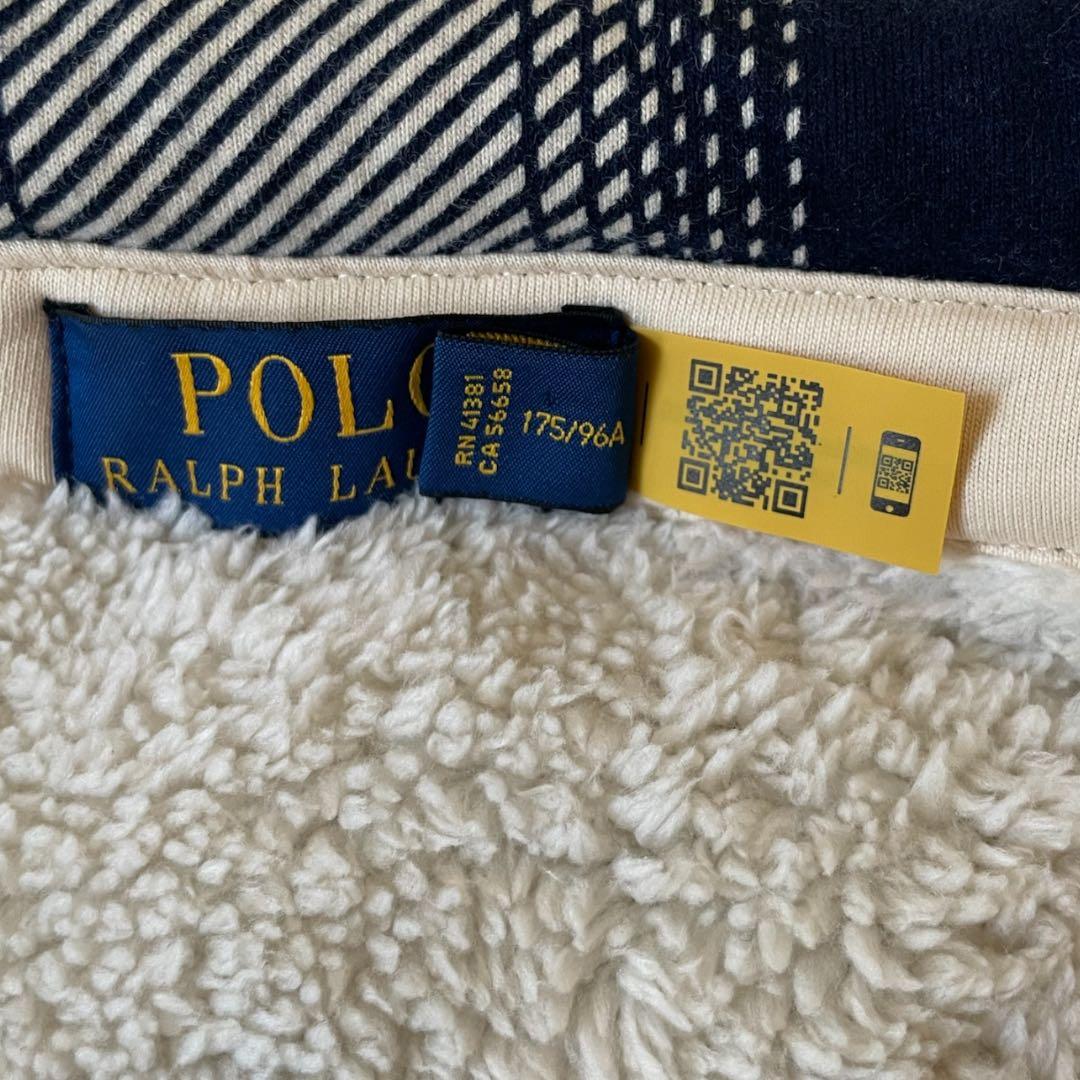 POLO
RALPH LAU
RN 41381
CA 56658
175/96A